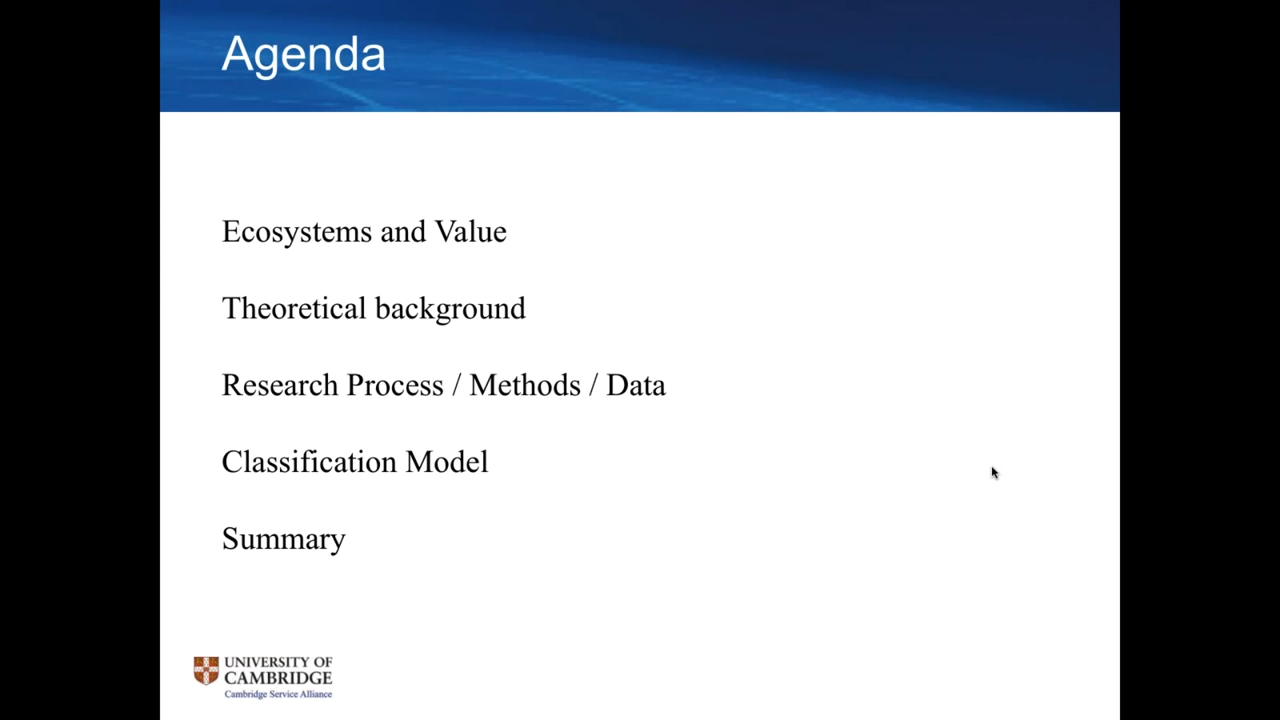 Agenda
Ecosystems and Value
Theoretical background
Research Process / Methods / Data
Classification Model
Summary
UNIVERSITY OF
CAMBRIDGE
Cambridge Service Alliance